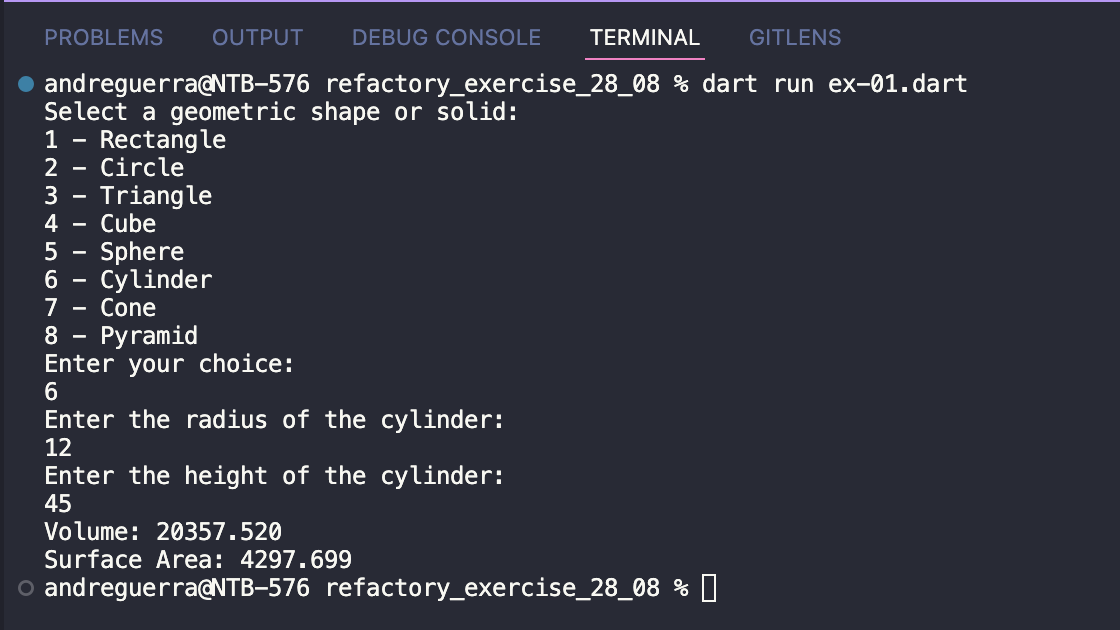 PROBLEMS OUTPUT DEBUG CONSOLE TERMINAL GITLENS
andreguerra@NTB-576 refactory_exercise_28_08 % dart run ex-01.dart
Select a geometric shape or solid:
1 - Rectangle
2 - Circle
3 - Triangle
4 - Cube
5 - Sphere
6 - Cylinder
7 - Cone
8 - Pyramid
Enter your choice:
6
Enter the radius of the cylinder:
12
Enter the height of the cylinder:
45
Volume: 20357.520
Surface Area: 4297.699
andreguerra@NTB-576 refactory_exercise_28_08 %